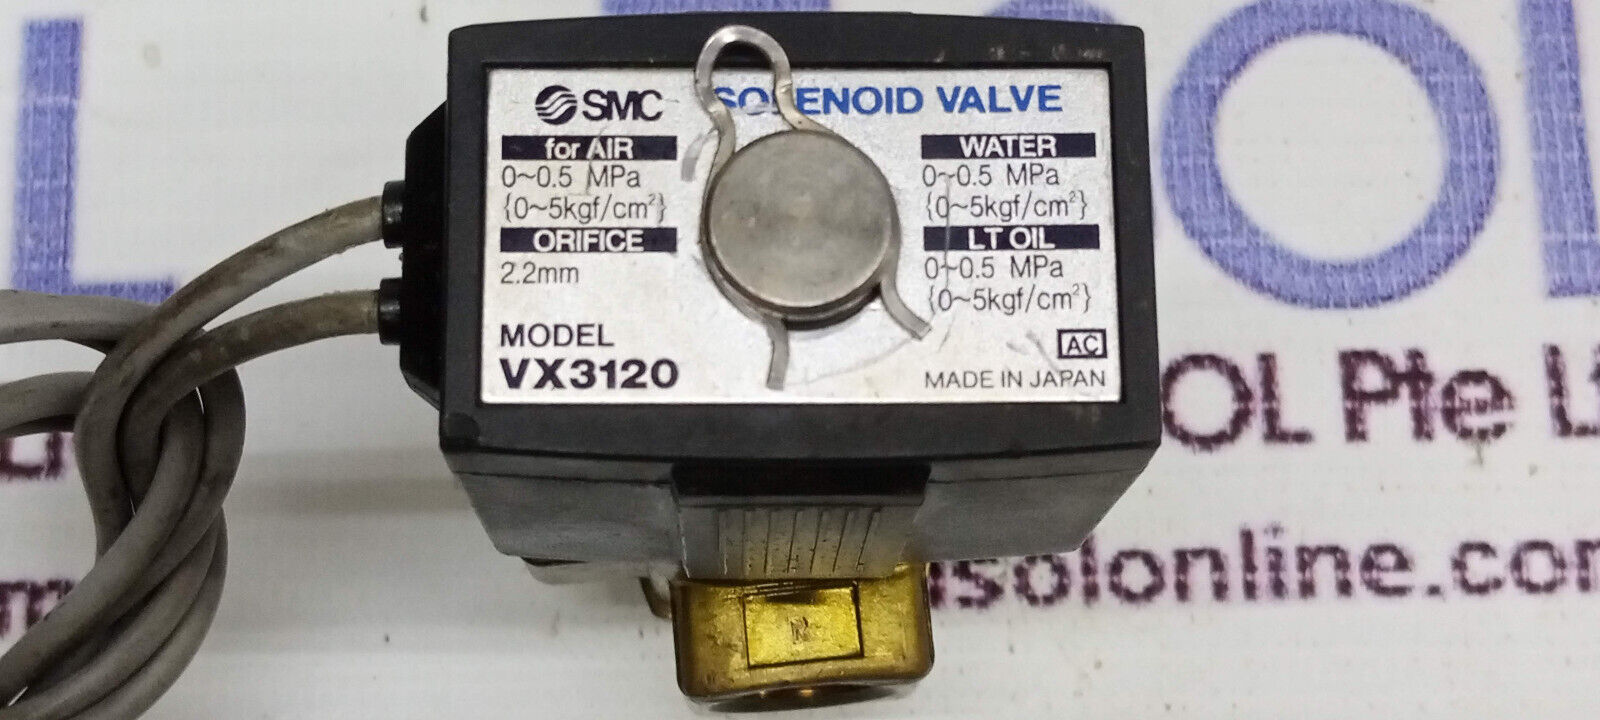 SMC SOLENOID VALVE
for AIR
0~0.5 MPa
{0~5kgf/cm²}
ORIFICE
2.2mm
MODEL
VX3120
WATER
0~0.5 MPa
{0~5kgf/cm²}
LT OIL
0~0.5 MPa
{0~5kgf/cm²}
AC
MADE IN JAPAN
OL Pte Lt
solonline.com